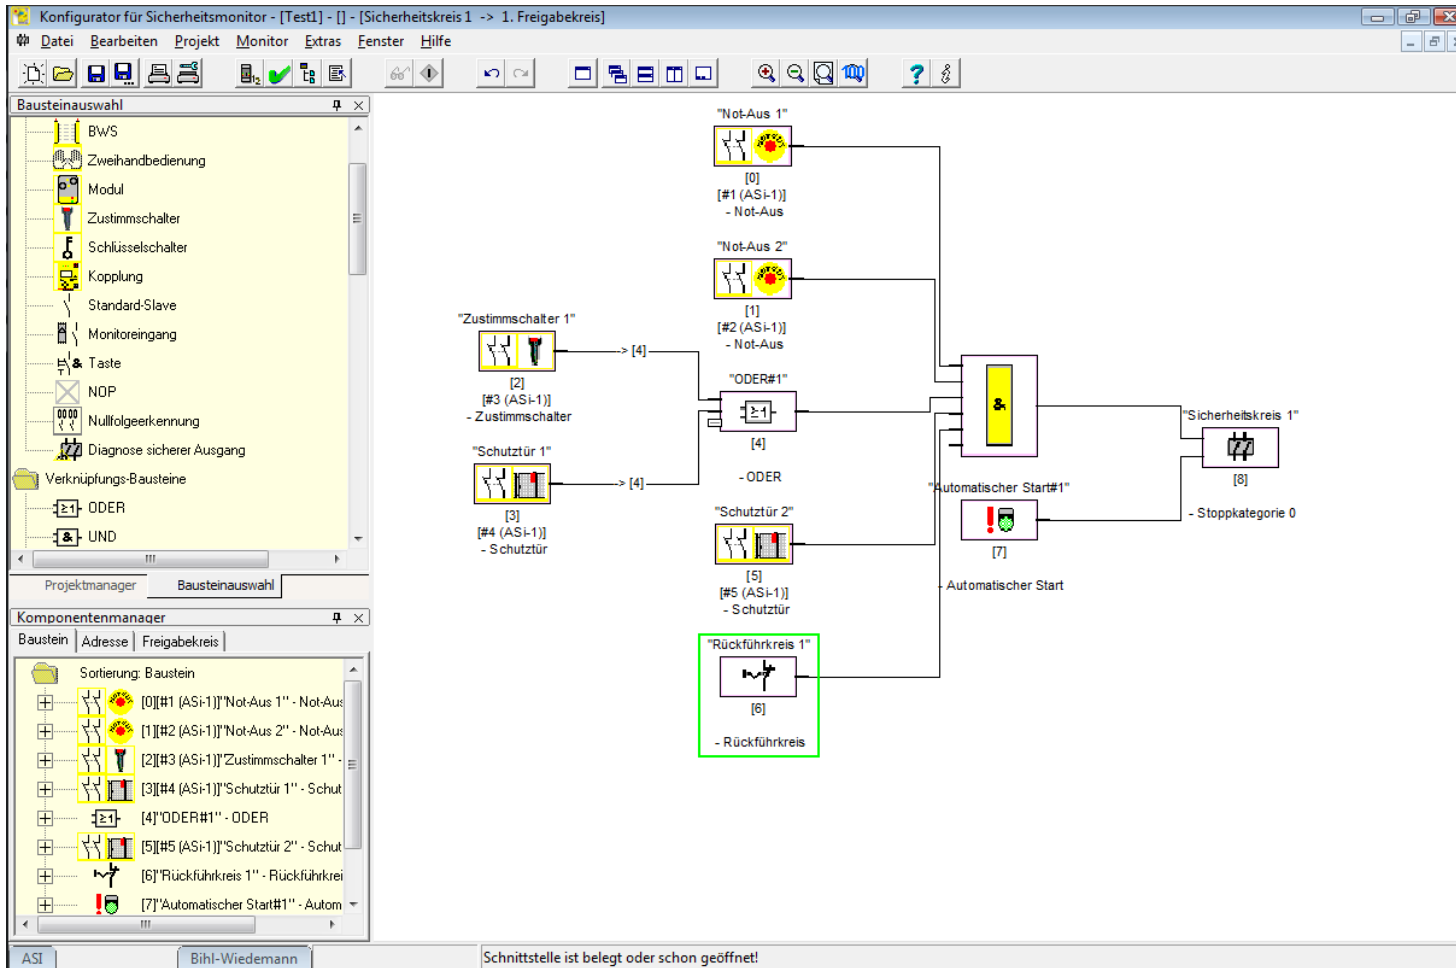 Konfigurator für Sicherheitsmonitor - [Test1] - [] - [Sicherheitskreis 1 -> 1. Freigabekreis]
Datei Bearbeiten Projekt Monitor Extras Fenster Hilfe
Bausteinauswahl
BWS
Zweihandbedienung
Modul
Zustimmschalter
Schlüsselschalter
Kopplung
Standard-Slave
Monitoreingang
Taste
NOP
Nullfolgeerkennung
Diagnose sicherer Ausgang
Verknüpfungs-Bausteine
ODER
UND
Projektmanager
Bausteinauswahl
Komponentenmanager
Baustein
Adresse
Freigabekreis
Sortierung: Baustein
[0][#1 (ASi-1)]"Not-Aus 1" - Not-Aus
[1][#2 (ASi-1)]"Not-Aus 2" - Not-Aus
[2][#3 (ASi-1)]"Zustimmschalter 1" -
[3][#4 (ASi-1)]"Schutztür 1" - Schut
[4]"ODER#1" - ODER
[5][#5 (ASi-1)]"Schutztür 2" - Schut
[6]"Rückführkreis 1" - Rückführkrei
[7]"Automatischer Start#1" - Autom
"Not-Aus 1"
[0]
[#1 (ASi-1)]
- Not-Aus
"Not-Aus 2"
[1]
[#2 (ASi-1)]
- Not-Aus
"Zustimmschalter 1"
-> [4]
[2]
[#3 (ASi-1)]
- Zustimmschalter
"Schutztür 1"
-> [4]
[3]
[#4 (ASi-1)]
- Schutztür
"ODER#1"
≥1
[4]
- ODER
"Schutztür 2"
[5]
[#5 (ASi-1)]
- Schutztür
"Rückführkreis 1"
[6]
- Rückführkreis
&
"Automatischer Start#1"
[7]
- Automatischer Start
"Sicherheitskreis 1"
[8]
- Stoppkategorie 0
ASI
Bihl-Wiedemann
Schnittstelle ist belegt oder schon geöffnet!